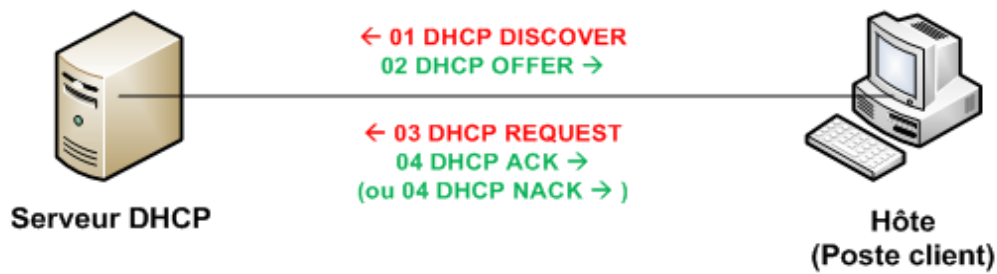 ← 01 DHCP DISCOVER
02 DHCP OFFER →
← 03 DHCP REQUEST
04 DHCP ACK →
(ou 04 DHCP NACK → )
Serveur DHCP
Hôte
(Poste client)